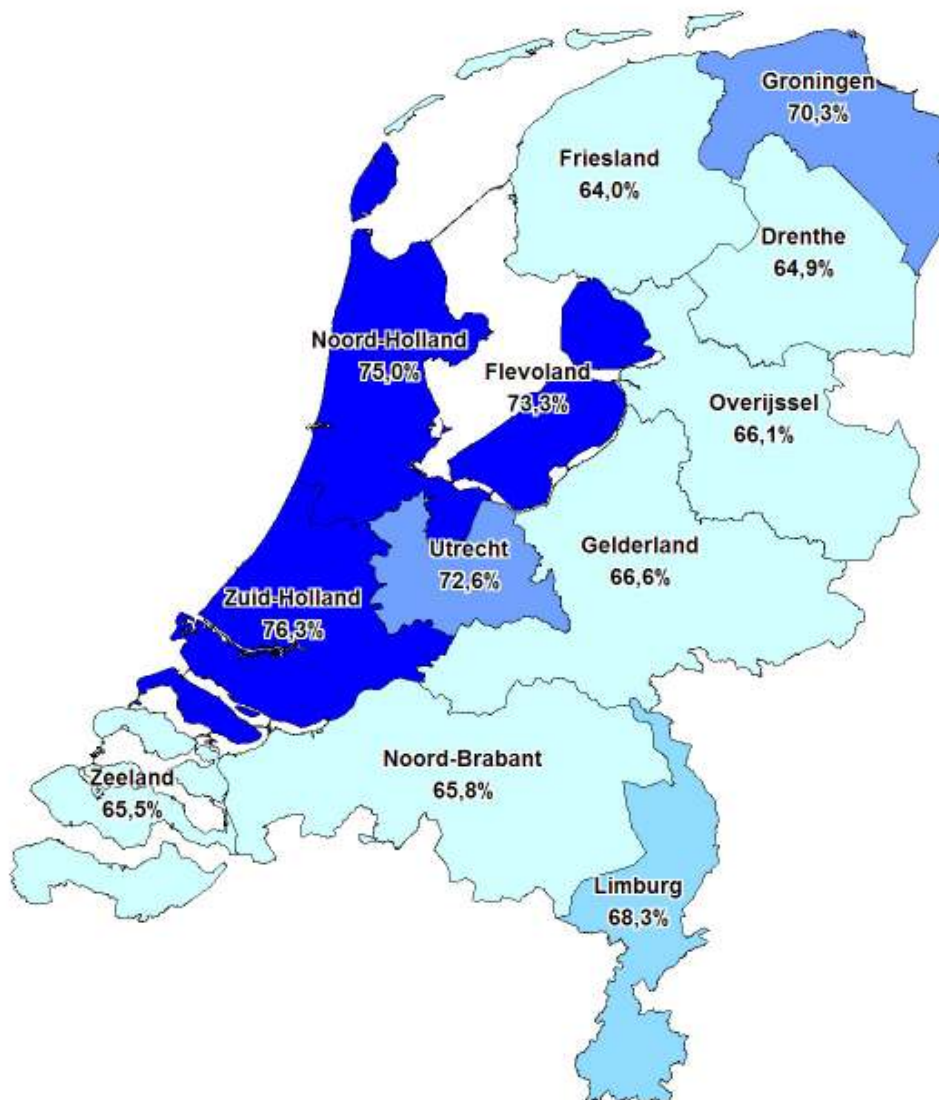 Groningen
70,3%
Friesland
64,0%
Drenthe
64,9%
Noord-Holland
75,0%
Flevoland
73,3%
Overijssel
66,1%
Utrecht
72,6%
Gelderland
66,6%
Zuid-Holland
76,3%
Noord-Brabant
65,8%
Zeeland
65,5%
Limburg
68,3%